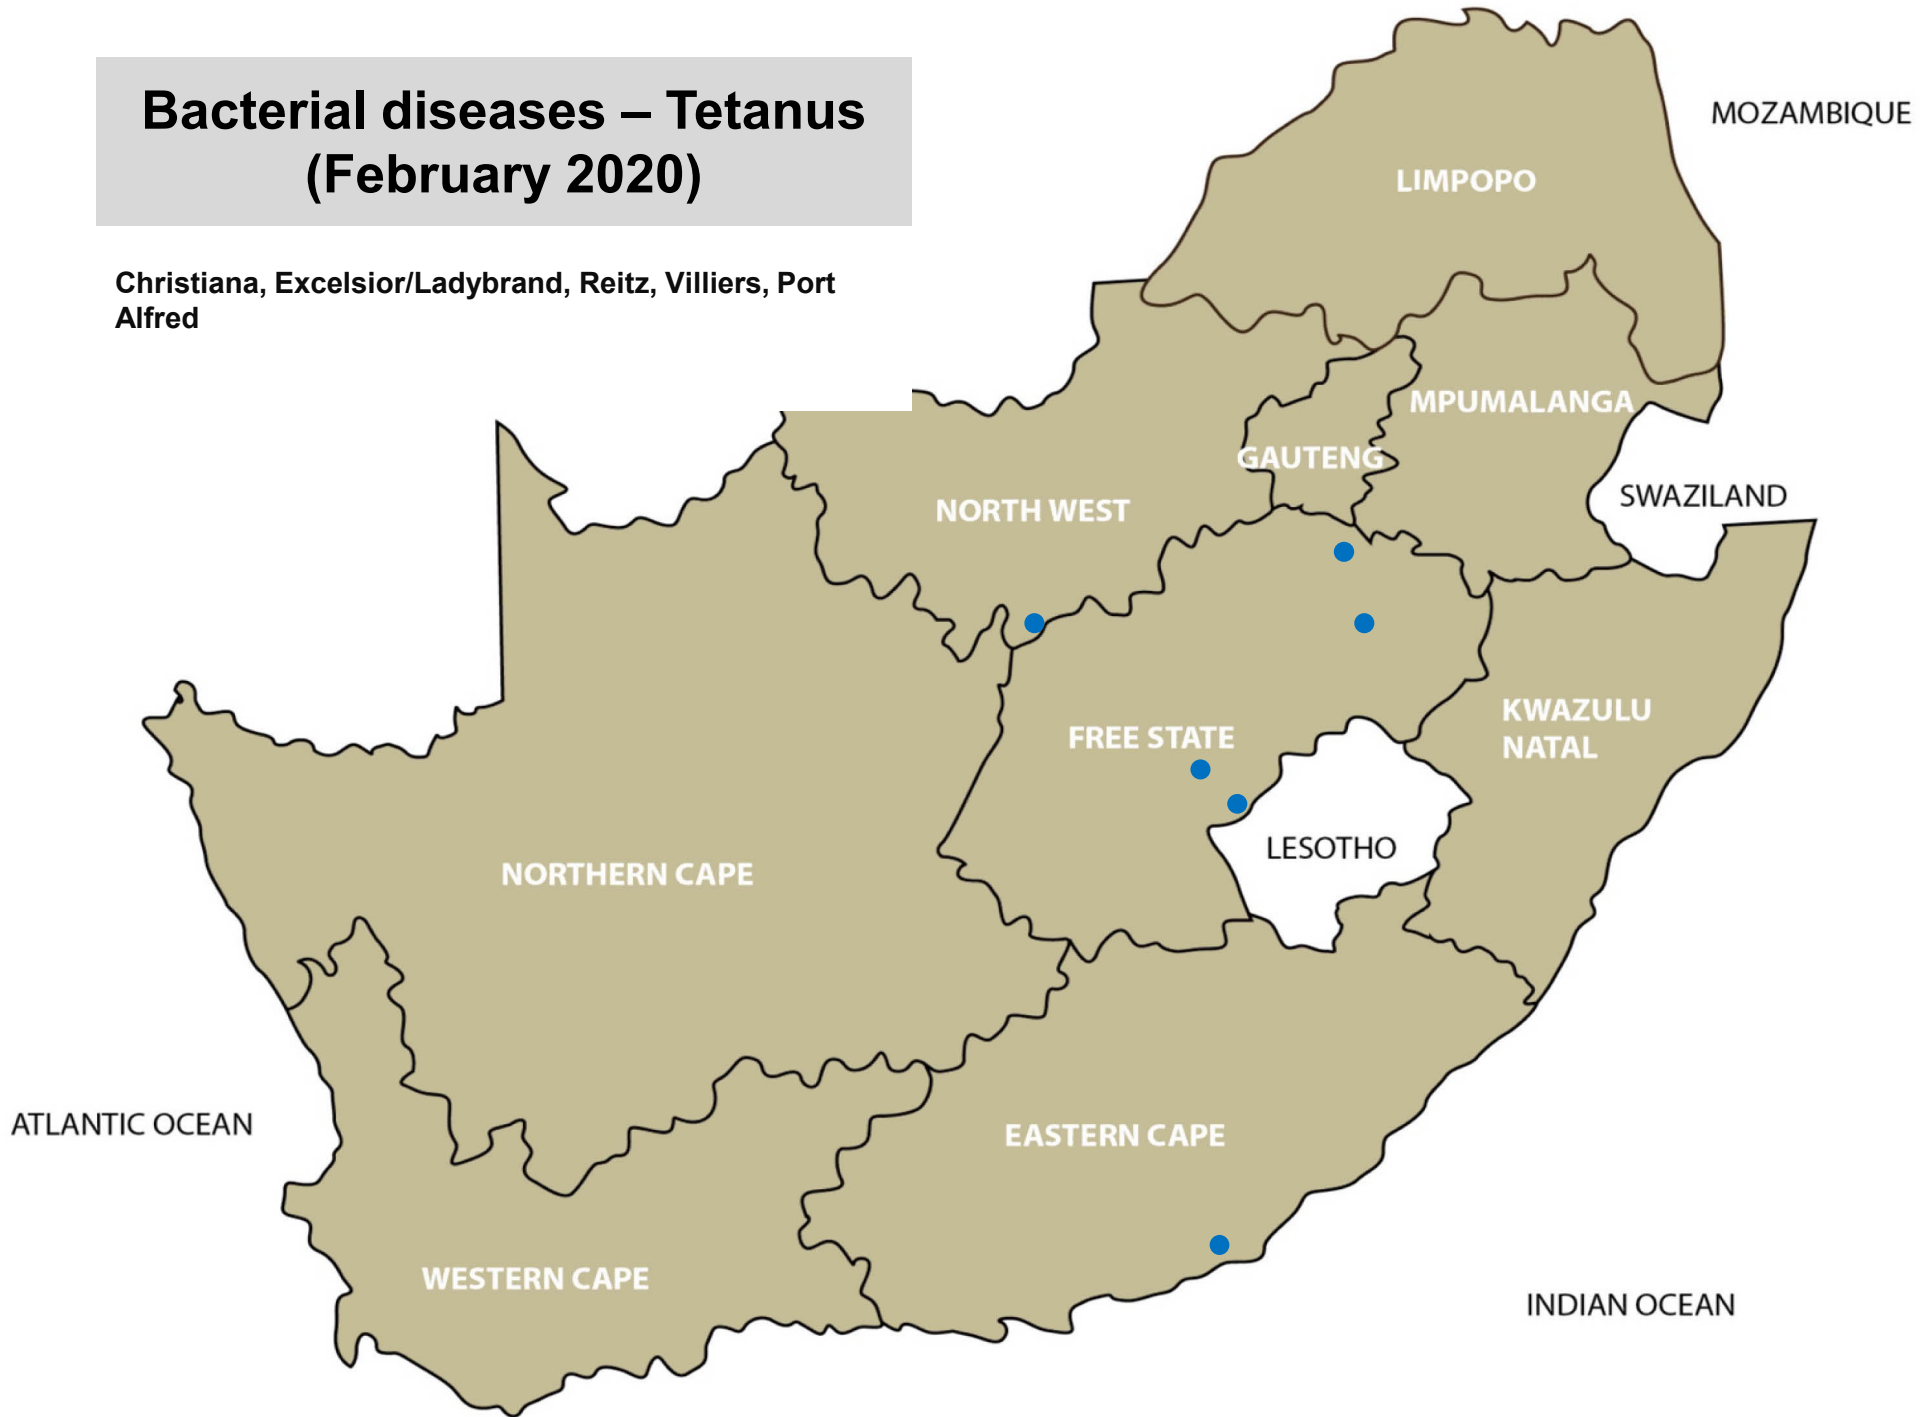 Bacterial diseases – Tetanus
(February 2020)
Christiana, Excelsior/Ladybrand, Reitz, Villiers, Port
Alfred
MOZAMBIQUE
LIMPOPO
MPUMALANGA
GAUTENG
SWAZILAND
NORTH WEST
KWAZULU
NATAL
FREE STATE
LESOTHO
NORTHERN CAPE
ATLANTIC OCEAN
EASTERN CAPE
WESTERN CAPE
INDIAN OCEAN